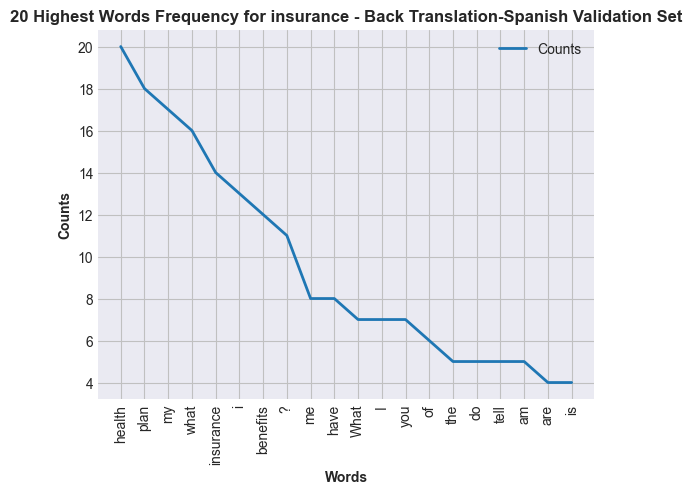 20 Highest Words Frequency for insurance - Back Translation-Spanish Validation Set
Counts
20
18
16
14
12
10
8
6
4
Counts
health
plan
my
what
insurance
i
benefits
?
me
have
What
I
you
of
the
do
tell
am
are
is
Words